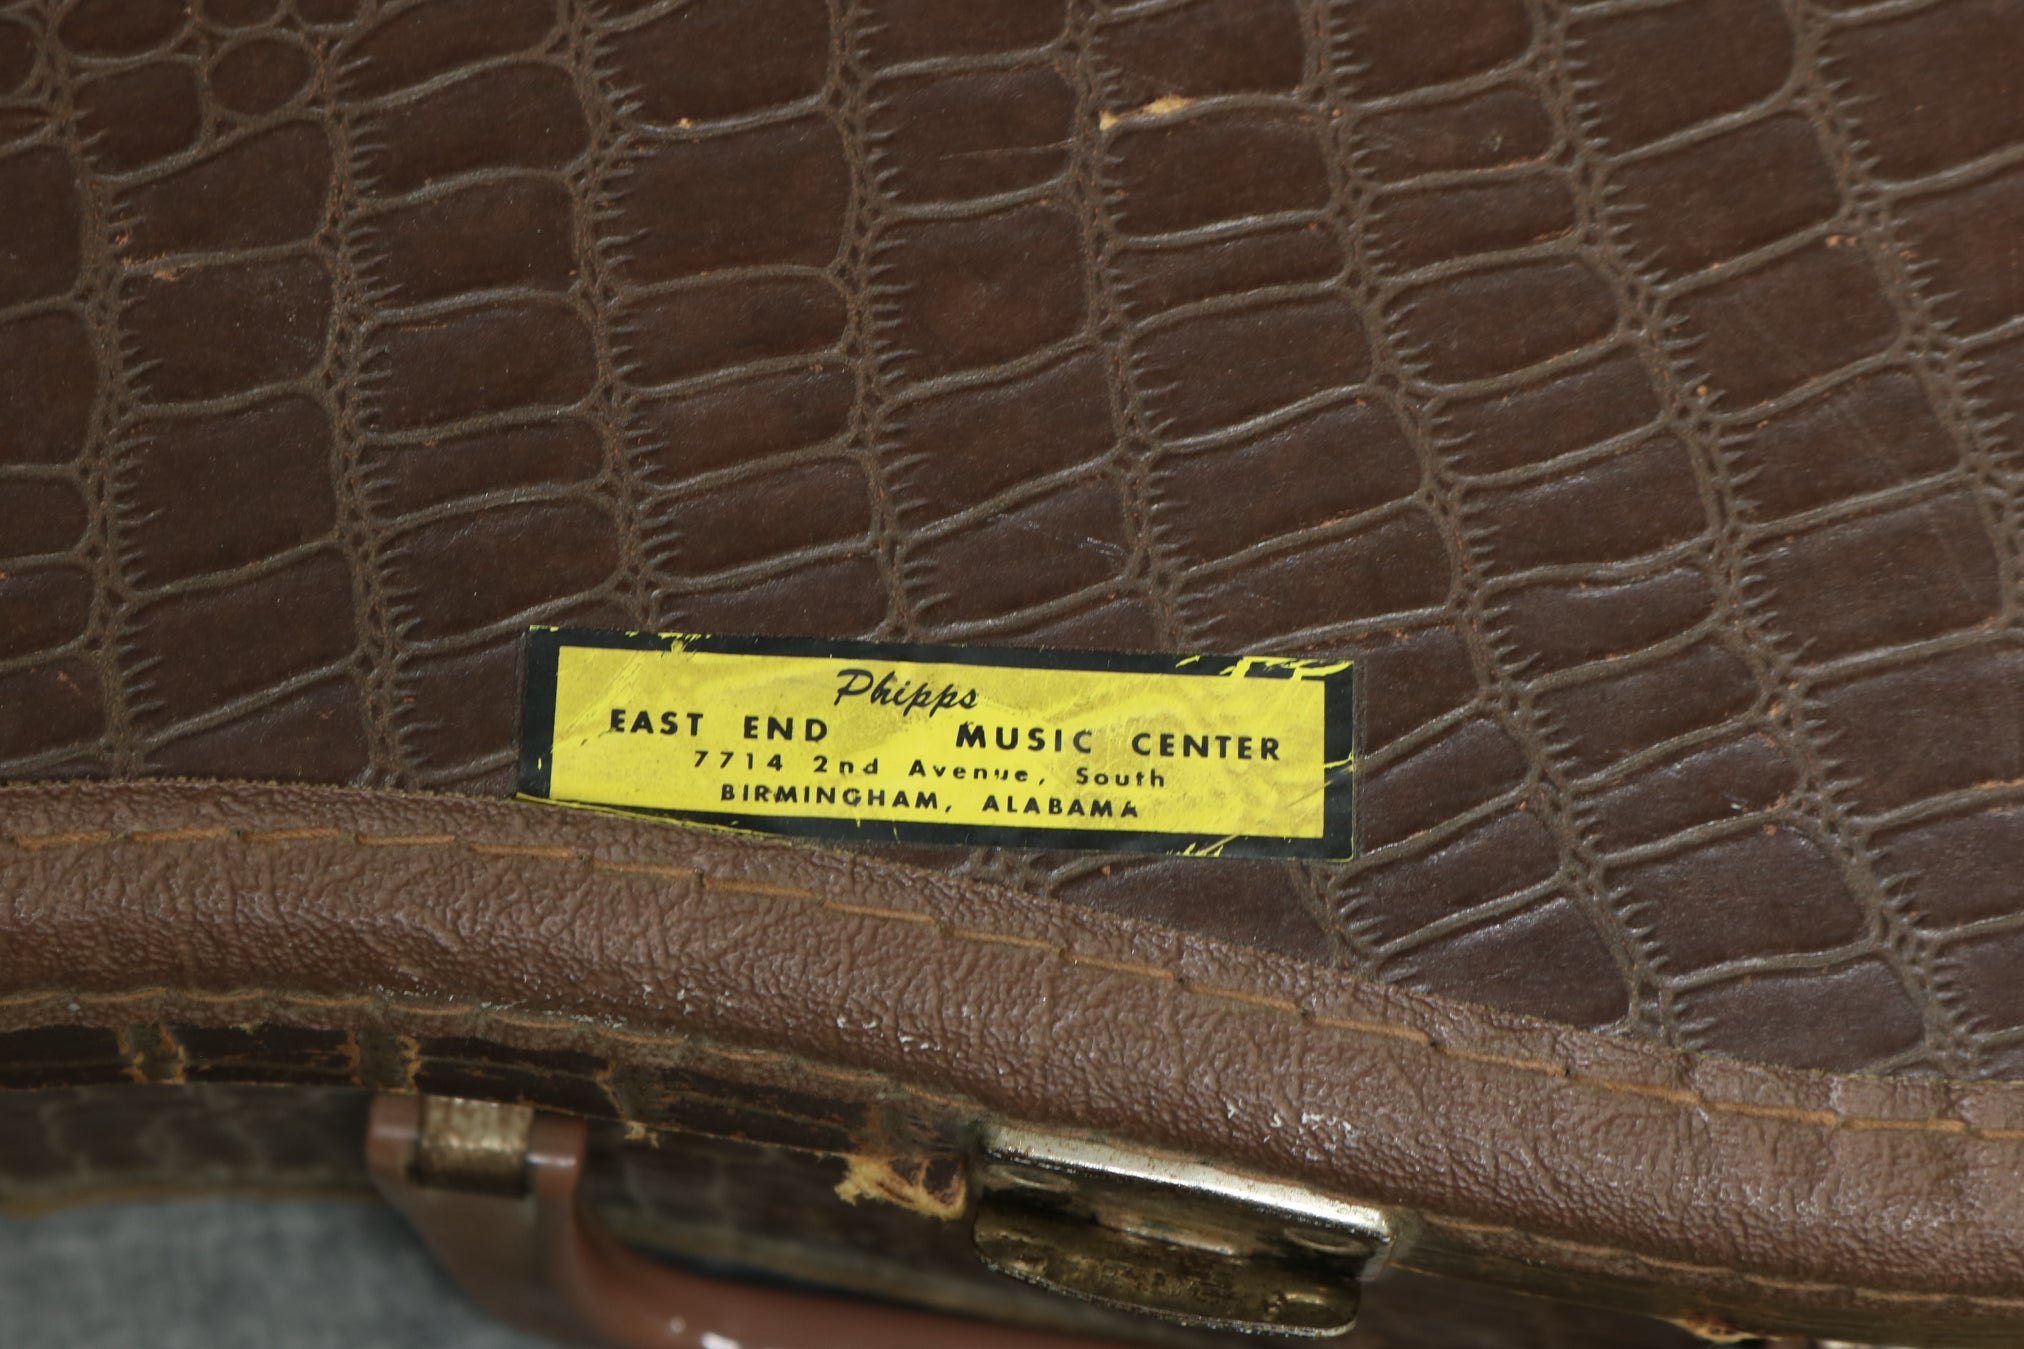 Phipps
EAST END MUSIC CENTER
7714 2nd Avenue, South
BIRMINGHAM, ALABAMA